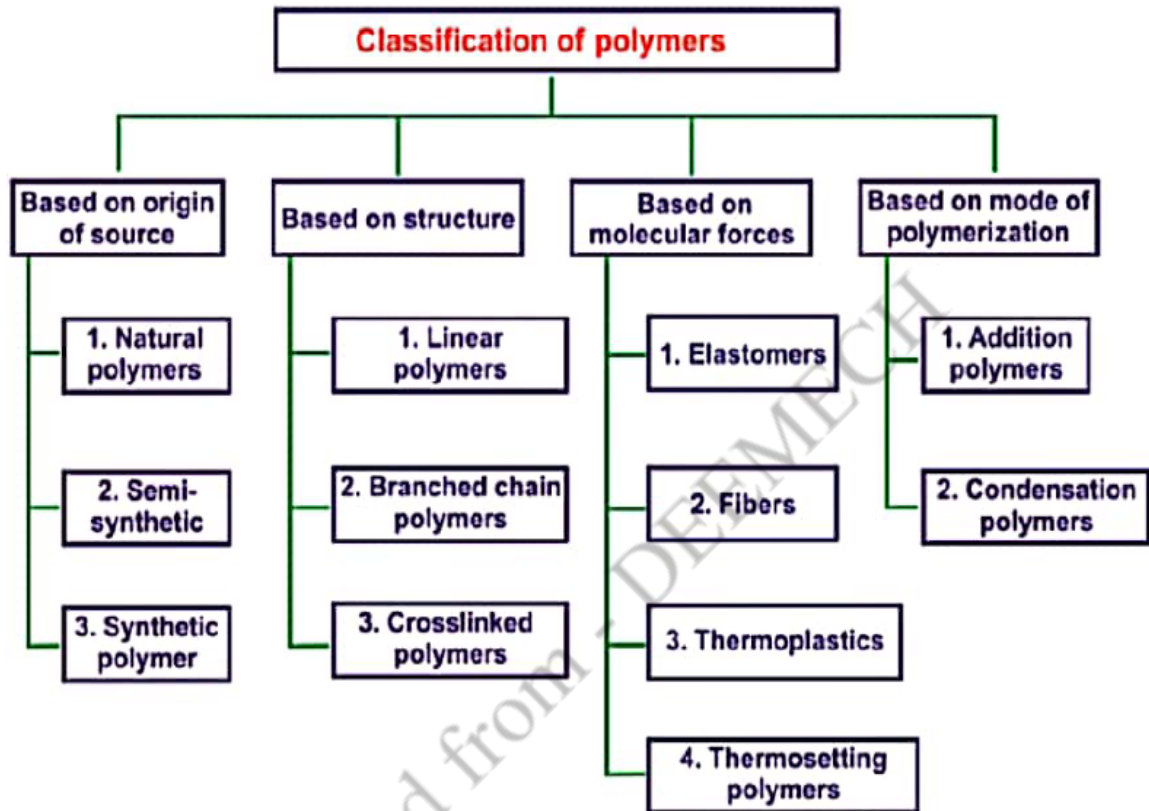 Classification of polymers
Based on origin
of source
Based on structure
Based on
molecular forces
Based on mode of
polymerization
1. Natural
polymers
2. Semi-
synthetic
3. Synthetic
polymer
1. Linear
polymers
2. Branched chain
polymers
3. Crosslinked
polymers
1. Elastomers
2. Fibers
3. Thermoplastics
4. Thermosetting
polymers
1. Addition
polymers
2. Condensation
polymers
from - DEEMECH